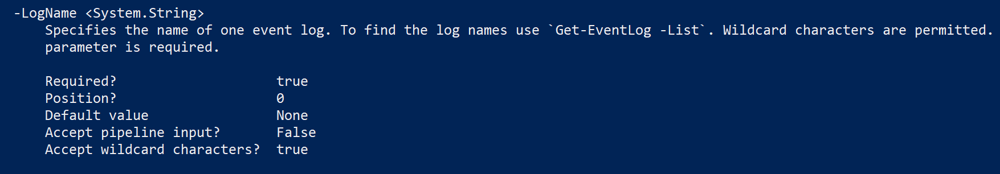 -LogName <System.String>
Specifies the name of one event log. To find the log names use `Get-EventLog -List`. Wildcard characters are permitted.
parameter is required.
Required? true
Position? 0
Default value None
Accept pipeline input? False
Accept wildcard characters? true